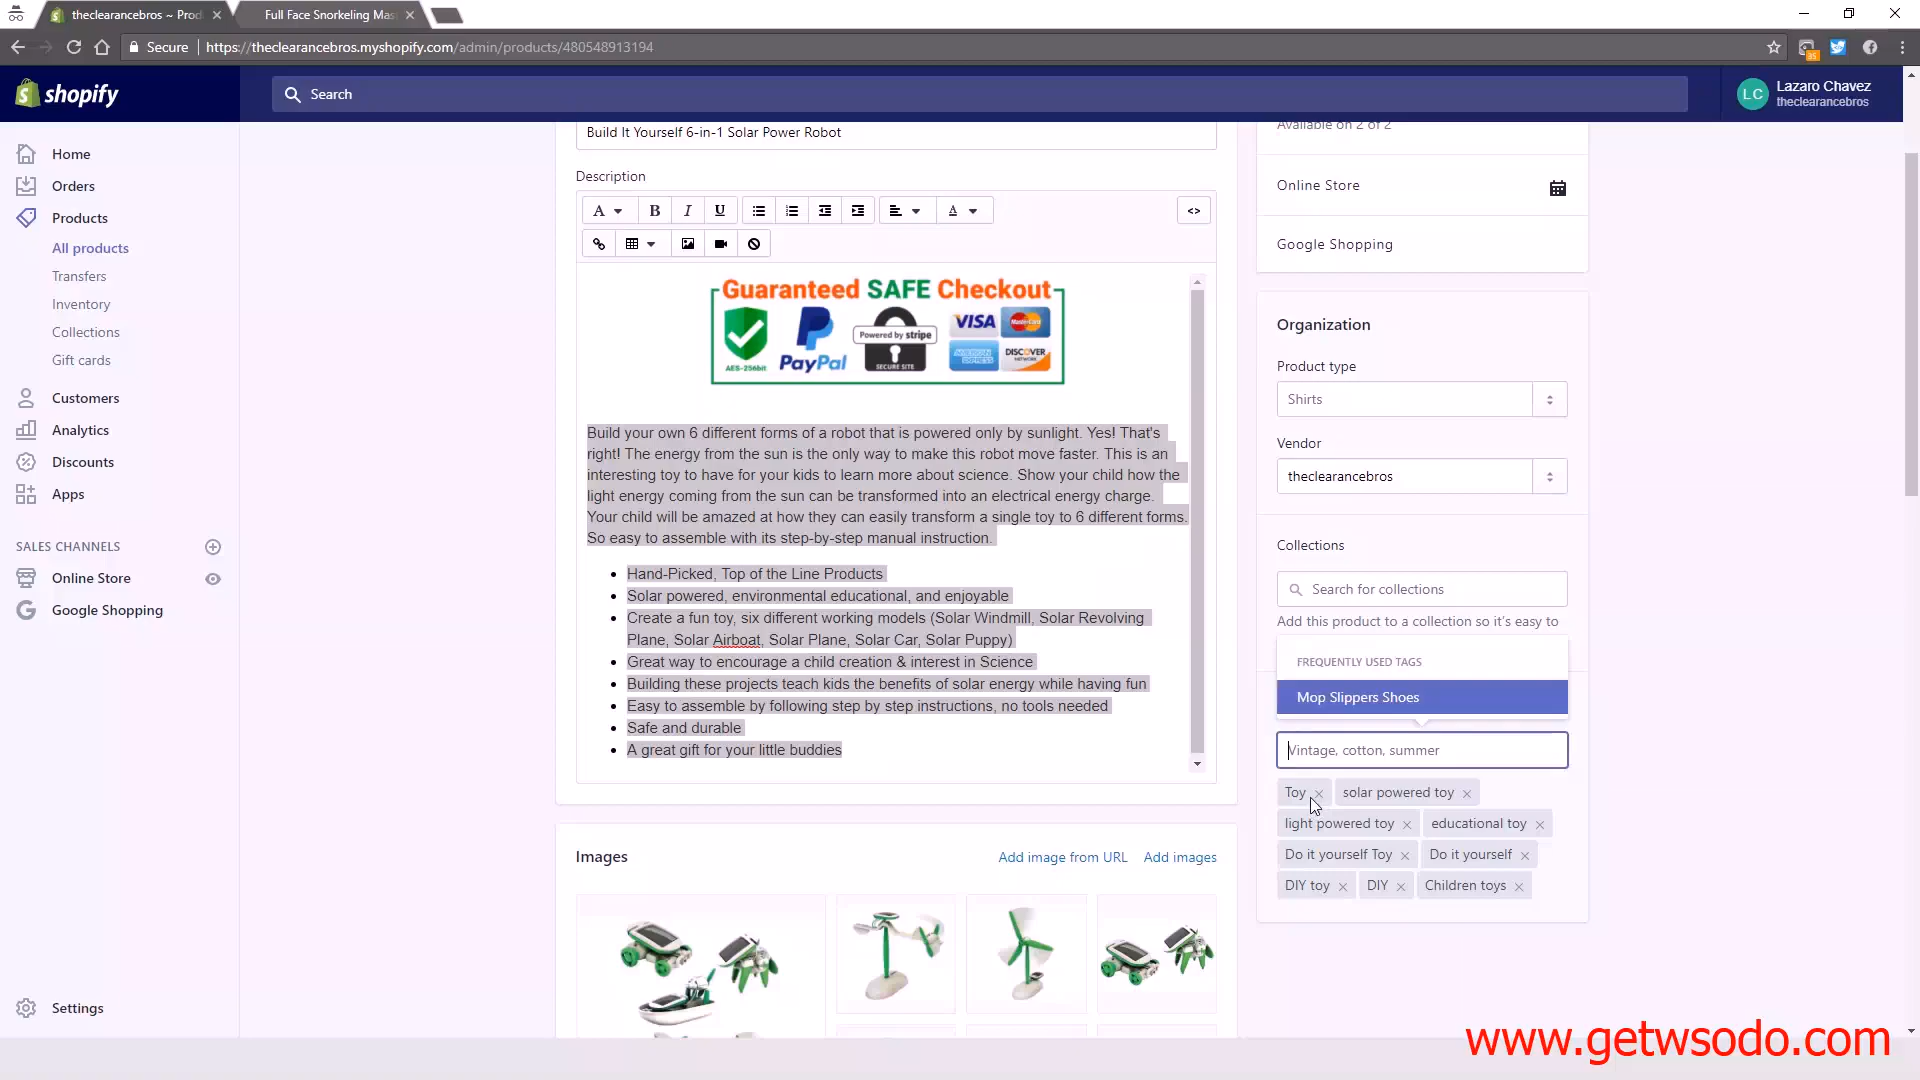 theclearancebros ~ Prod
Full Face Snorkeling Mas
Secure
https://theclearancebros.myshopify.com/admin/products/480548913194
shopify
Search
LC
Lazaro Chavez
theclearancebros
Home
Orders
Products
All products
Transfers
Inventory
Collections
Gift cards
Customers
Analytics
Discounts
Apps
SALES CHANNELS
Online Store
Google Shopping
Settings
Build It Yourself 6-in-1 Solar Power Robot
Description
A
B
I
U
A
<>
Guaranteed SAFE Checkout
AES-256bit
PayPal
Powered by stripe
SECURE SITE
VISA
MasterCard
AMERICAN EXPRESS
DISCOVER
NETWORK
Build your own 6 different forms of a robot that is powered only by sunlight. Yes! That's
right! The energy from the sun is the only way to make this robot move faster. This is an
interesting toy to have for your kids to learn more about science. Show your child how the
light energy coming from the sun can be transformed into an electrical energy charge.
Your child will be amazed at how they can easily transform a single toy to 6 different forms.
So easy to assemble with its step-by-step manual instruction.
Hand-Picked, Top of the Line Products
Solar powered, environmental educational, and enjoyable
Create a fun toy, six different working models (Solar Windmill, Solar Revolving
Plane, Solar Airboat, Solar Plane, Solar Car, Solar Puppy)
Great way to encourage a child creation & interest in Science
Building these projects teach kids the benefits of solar energy while having fun
Easy to assemble by following step by step instructions, no tools needed
Safe and durable
A great gift for your little buddies
Images
Add image from URL
Add images
Available on 2 of 2
Online Store
Google Shopping
Organization
Product type
Shirts
Vendor
theclearancebros
Collections
Search for collections
Add this product to a collection so it's easy to
FREQUENTLY USED TAGS
Mop Slippers Shoes
Vintage, cotton, summer
Toy ×
solar powered toy ×
light powered toy ×
educational toy ×
Do it yourself Toy ×
Do it yourself ×
DIY toy ×
DIY ×
Children toys ×
www.getwsodo.com